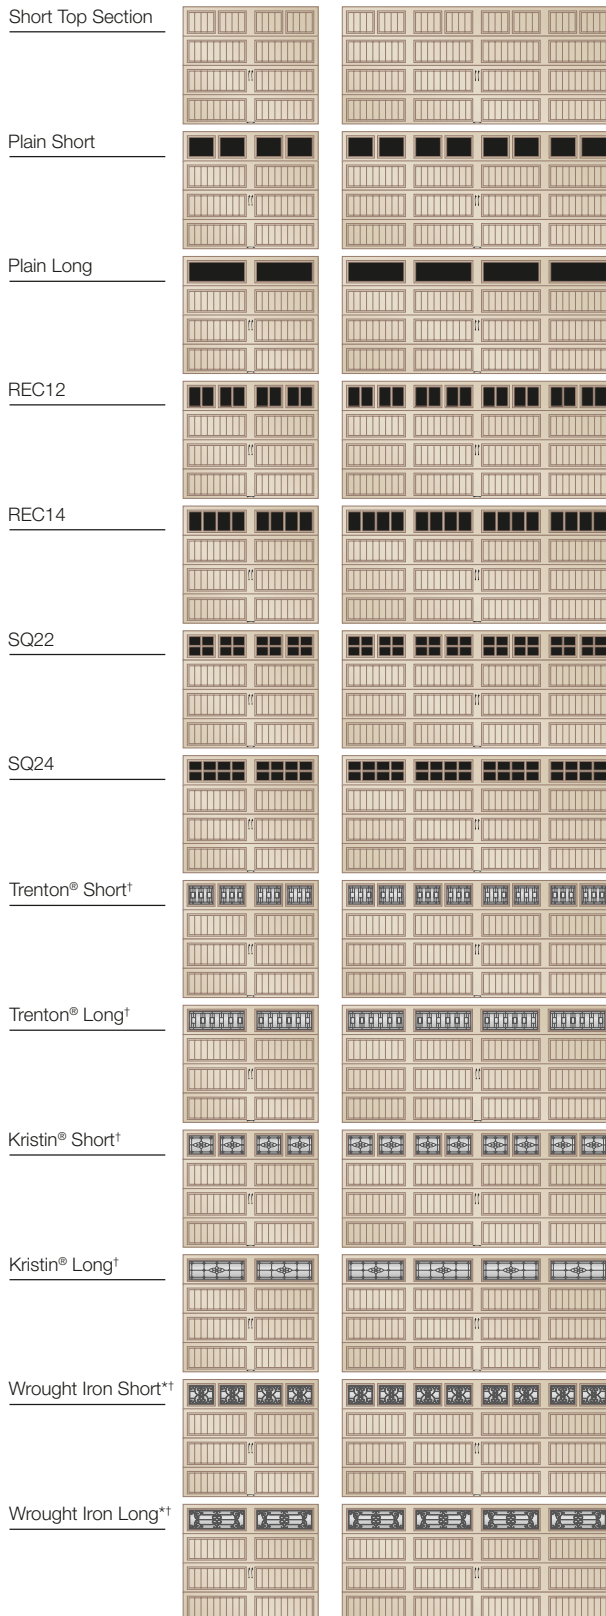 Short Top Section
Plain Short
Plain Long
REC12
REC14
SQ22
SQ24
Trenton® Short†
Trenton® Long†
Kristin® Short†
Kristin® Long†
Wrought Iron Short*†
Wrought Iron Long*†